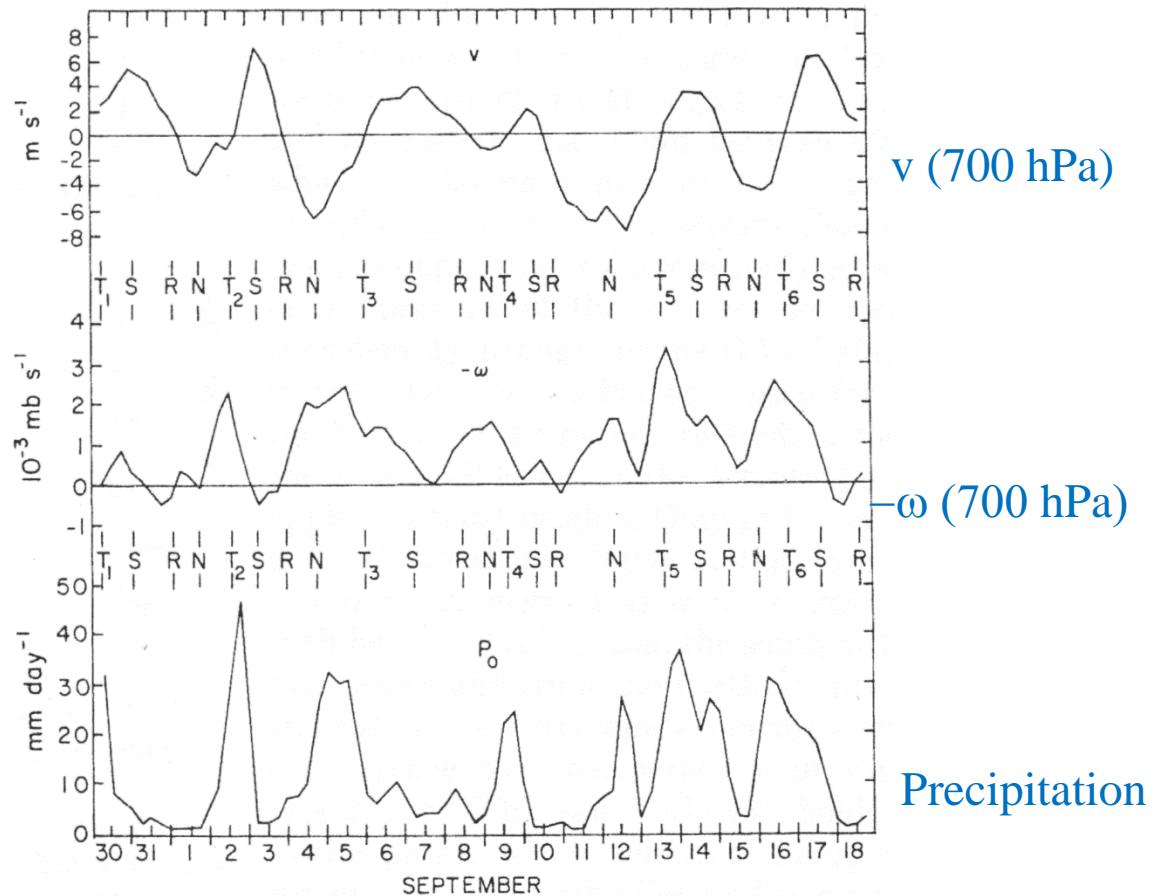 8
6
4
2
0
-2
-4
-6
-8
m s⁻¹
v
v (700 hPa)
T₁ S R N T₂ S R N T₃ S R N T₄ S R N T₅ S R N T₆ S R
4
3
2
1
0
-1
10⁻³ mb s⁻¹
-ω
−ω (700 hPa)
T₁ S R N T₂ S R N T₃ S R N T₄ S R N T₅ S R N T₆ S R
50
40
30
20
10
0
mm day⁻¹
P₀
Precipitation
30 31 1 2 3 4 5 6 7 8 9 10 11 12 13 14 15 16 17 18
SEPTEMBER